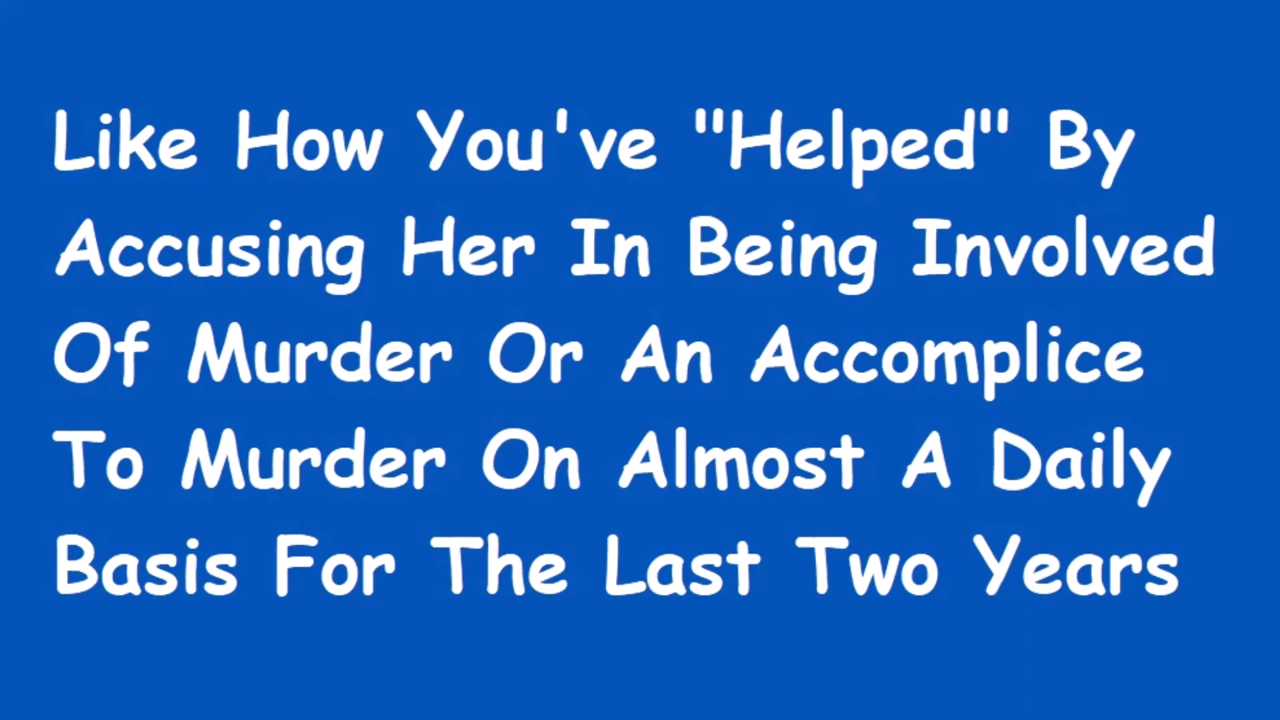 Like How You've "Helped" By
Accusing Her In Being Involved
Of Murder Or An Accomplice
To Murder On Almost A Daily
Basis For The Last Two Years